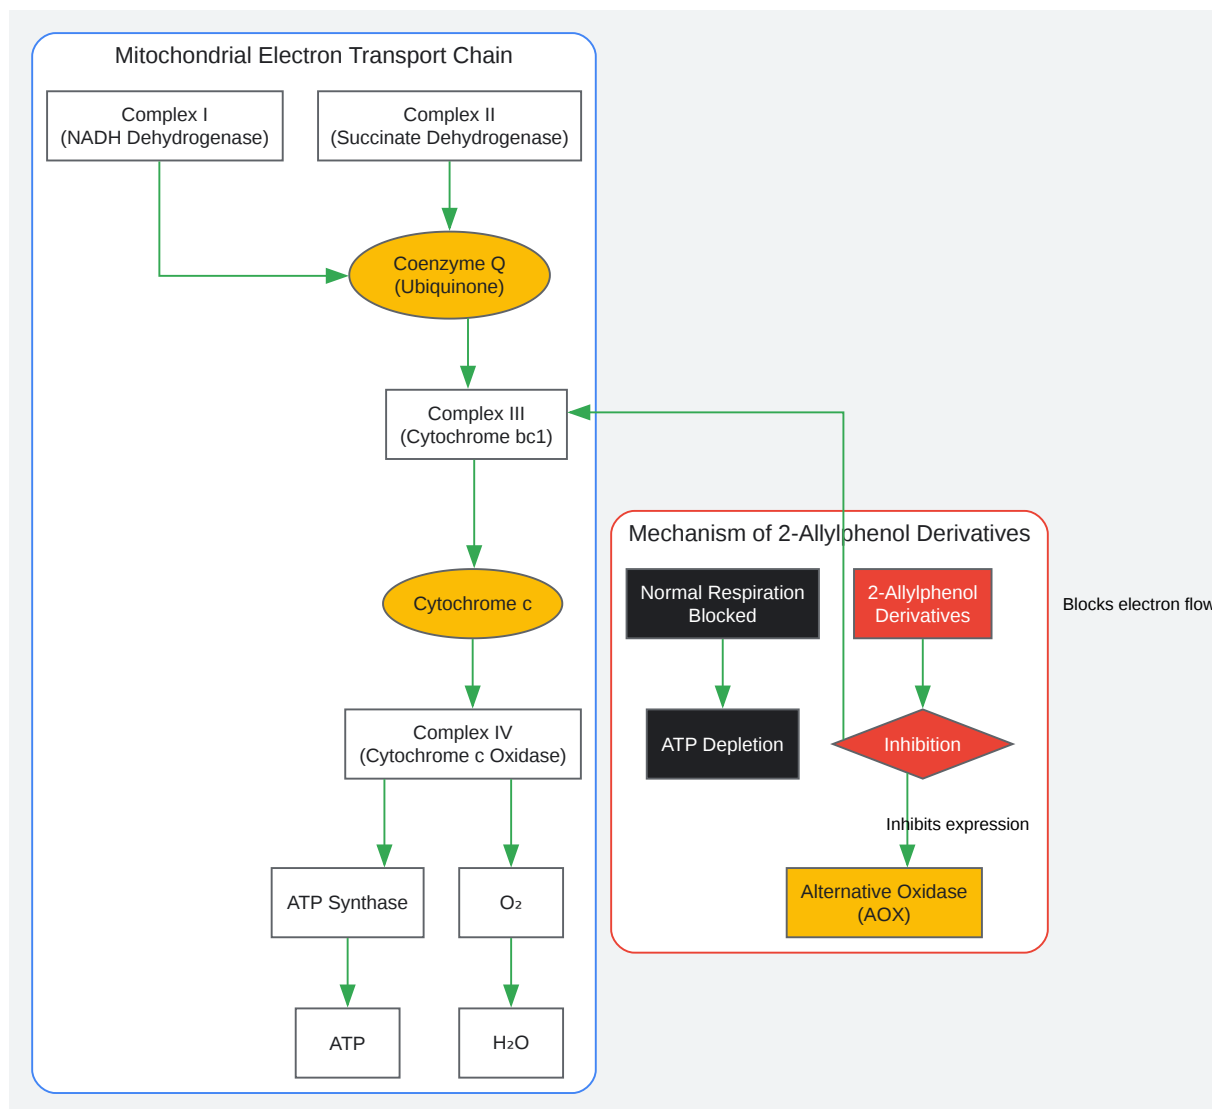 Mitochondrial Electron Transport Chain
Complex I
(NADH Dehydrogenase)
Complex II
(Succinate Dehydrogenase)
Coenzyme Q
(Ubiquinone)
Complex III
(Cytochrome bc1)
Cytochrome c
Complex IV
(Cytochrome c Oxidase)
ATP Synthase
O₂
ATP
H₂O
Mechanism of 2-Allylphenol Derivatives
Normal Respiration
Blocked
2-Allylphenol
Derivatives
Blocks electron flow
ATP Depletion
Inhibition
Inhibits expression
Alternative Oxidase
(AOX)